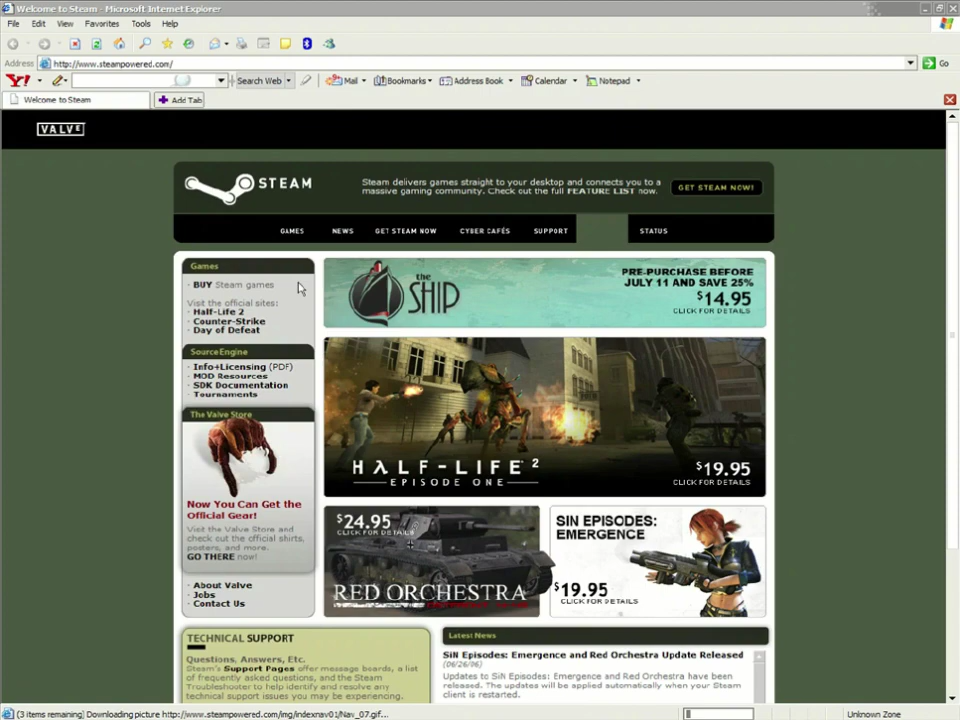 Welcome to Steam - Microsoft Internet Explorer
File Edit View Favorites Tools Help
Address http://www.steampowered.com/ Go
Y! Search Web Mail Bookmarks Address Book Calendar Notepad
Welcome to Steam Add Tab
VALVE
STEAM
Steam delivers games straight to your desktop and connects you to a
massive gaming community. Check out the full FEATURE LIST now.
GET STEAM NOW!
GAMES NEWS GET STEAM NOW CYBER CAFÉS SUPPORT STATUS
Games
· BUY Steam games
Visit the official sites:
· Half-Life 2
· Counter-Strike
· Day of Defeat
Source Engine
· Info+Licensing (PDF)
· MOD Resources
· SDK Documentation
· Tournaments
The Valve Store
Now You Can Get the
Official Gear!
Visit the Valve Store and
check out the official shirts,
posters, and more.
GO THERE now!
· About Valve
· Jobs
· Contact Us
the
SHIP
PRE-PURCHASE BEFORE
JULY 11 AND SAVE 25%
$14.95
CLICK FOR DETAILS
HALF-LIFE 2
EPISODE ONE
$19.95
CLICK FOR DETAILS
$24.95
CLICK FOR DETAILS
RED ORCHESTRA
SIN EPISODES:
EMERGENCE
$19.95
CLICK FOR DETAILS
TECHNICAL SUPPORT
Questions, Answers, Etc.
Steam's Support Pages offer message boards, a list
of frequently asked questions, and the Steam
Troubleshooter to help identify and resolve any
technical support issues you may be experiencing.
Latest News
SiN Episodes: Emergence and Red Orchestra Update Released
(06/26/06)
Updates to SiN Episodes: Emergence and Red Orchestra have been
released. The updates will be applied automatically when your Steam
client is restarted.
(3 items remaining) Downloading picture http://www.steampowered.com/img/indexnav01/Nav_07.gif...
Unknown Zone